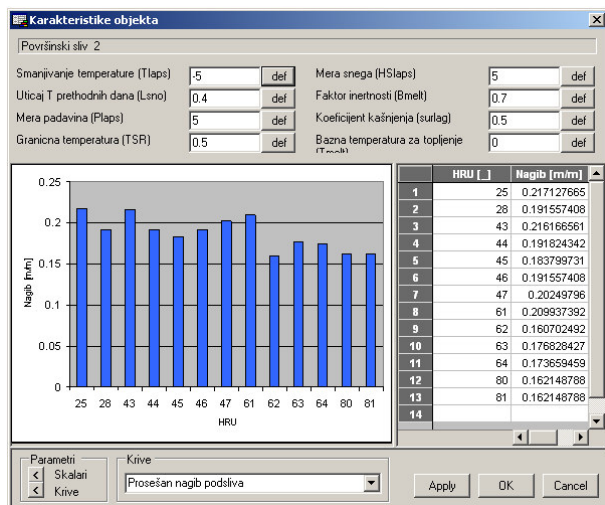 Karakteristike objekta
Površinski sliv 2
Smanjivanje temperature (Tlaps) -5 def Mera snega (HSlaps) 5 def
Uticaj T prethodnih dana (Lsno) 0.4 def Faktor inertnosti (Bmelt) 0.7 def
Mera padavina (Plaps) 5 def Koeficijent kašnjenja (surlag) 0.5 def
Granicna temperatura (TSR) 0.5 def Bazna temperatura za topljenje (Tmelt) 0 def
0.25
0.2
0.15
0.1
0.05
0
Nagib [m/m]
25 28 43 44 45 46 47 61 62 63 64 80 81
HRU
HRU [_] Nagib [m/m]
1 25 0.217127665
2 28 0.191557408
3 43 0.216166561
4 44 0.191824342
5 45 0.183799731
6 46 0.191557408
7 47 0.20249796
8 61 0.209937392
9 62 0.160702492
10 63 0.176828427
11 64 0.173659459
12 80 0.162148788
13 81 0.162148788
14
Parametri
< Skalari
< Krive
Krive
Prosečan nagib podsliva
Apply OK Cancel